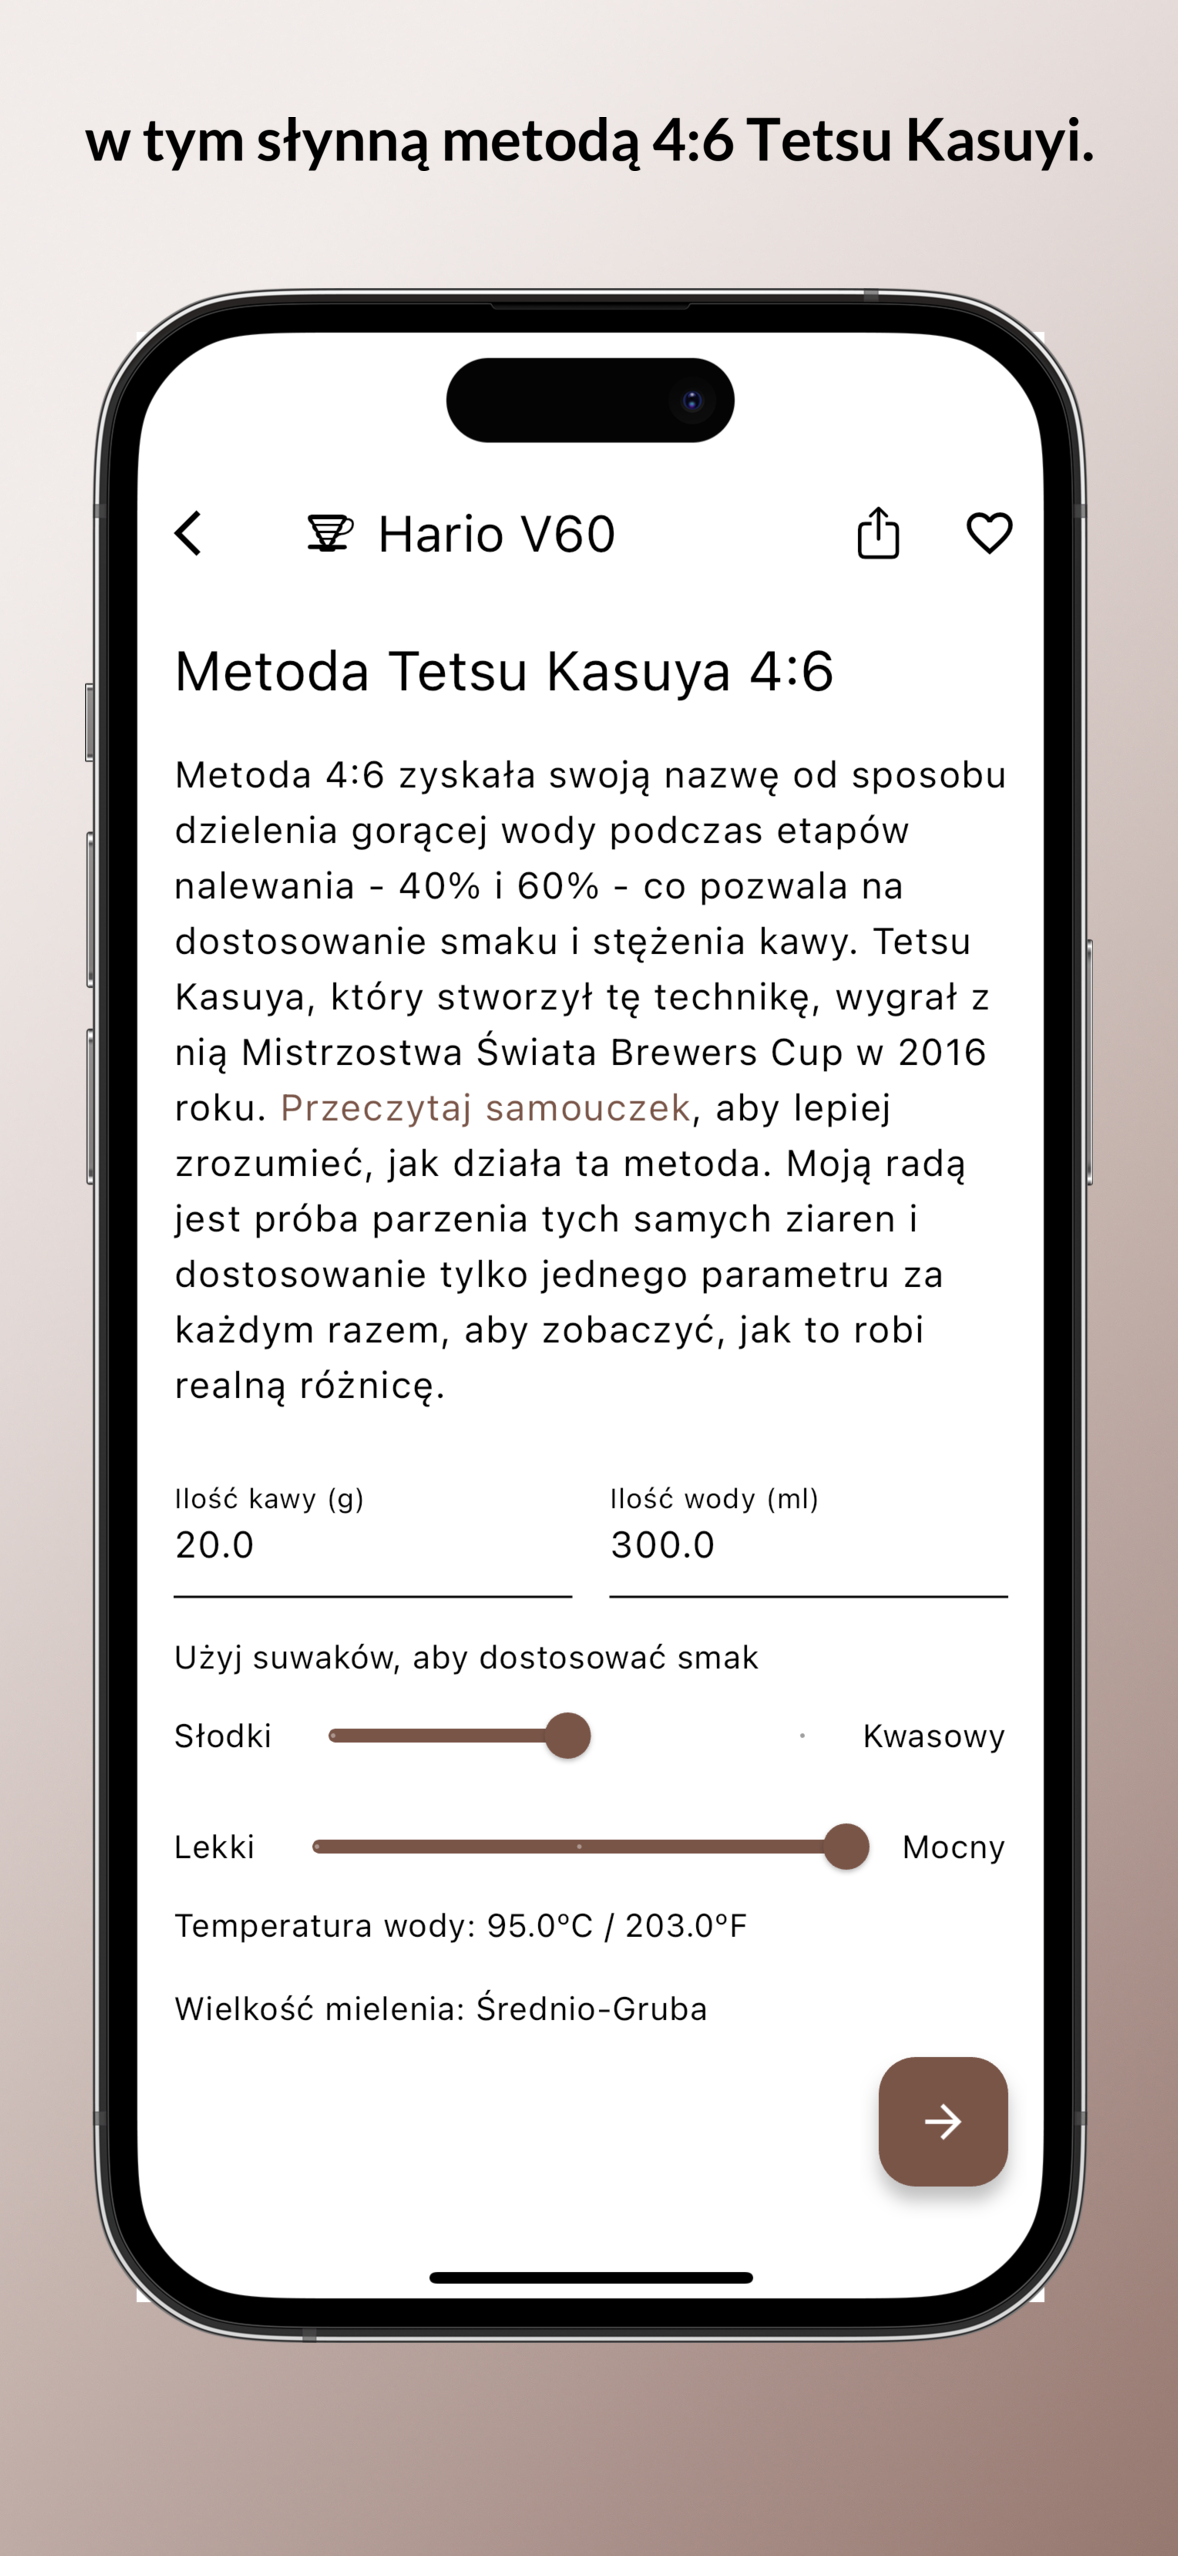 w tym słynną metodą 4:6 Tetsu Kasuyi.
Hario V60
Metoda Tetsu Kasuya 4:6
Metoda 4:6 zyskała swoją nazwę od sposobu
dzielenia gorącej wody podczas etapów
nalewania - 40% i 60% - co pozwala na
dostosowanie smaku i stężenia kawy. Tetsu
Kasuya, który stworzył tę technikę, wygrał z
nią Mistrzostwa Świata Brewers Cup w 2016
roku. Przeczytaj samouczek, aby lepiej
zrozumieć, jak działa ta metoda. Moją radą
jest próba parzenia tych samych ziaren i
dostosowanie tylko jednego parametru za
każdym razem, aby zobaczyć, jak to robi
realną różnicę.
Ilość kawy (g) Ilość wody (ml)
20.0 300.0
Użyj suwaków, aby dostosować smak
Słodki Kwasowy
Lekki Mocny
Temperatura wody: 95.0ºC / 203.0ºF
Wielkość mielenia: Średnio-Gruba